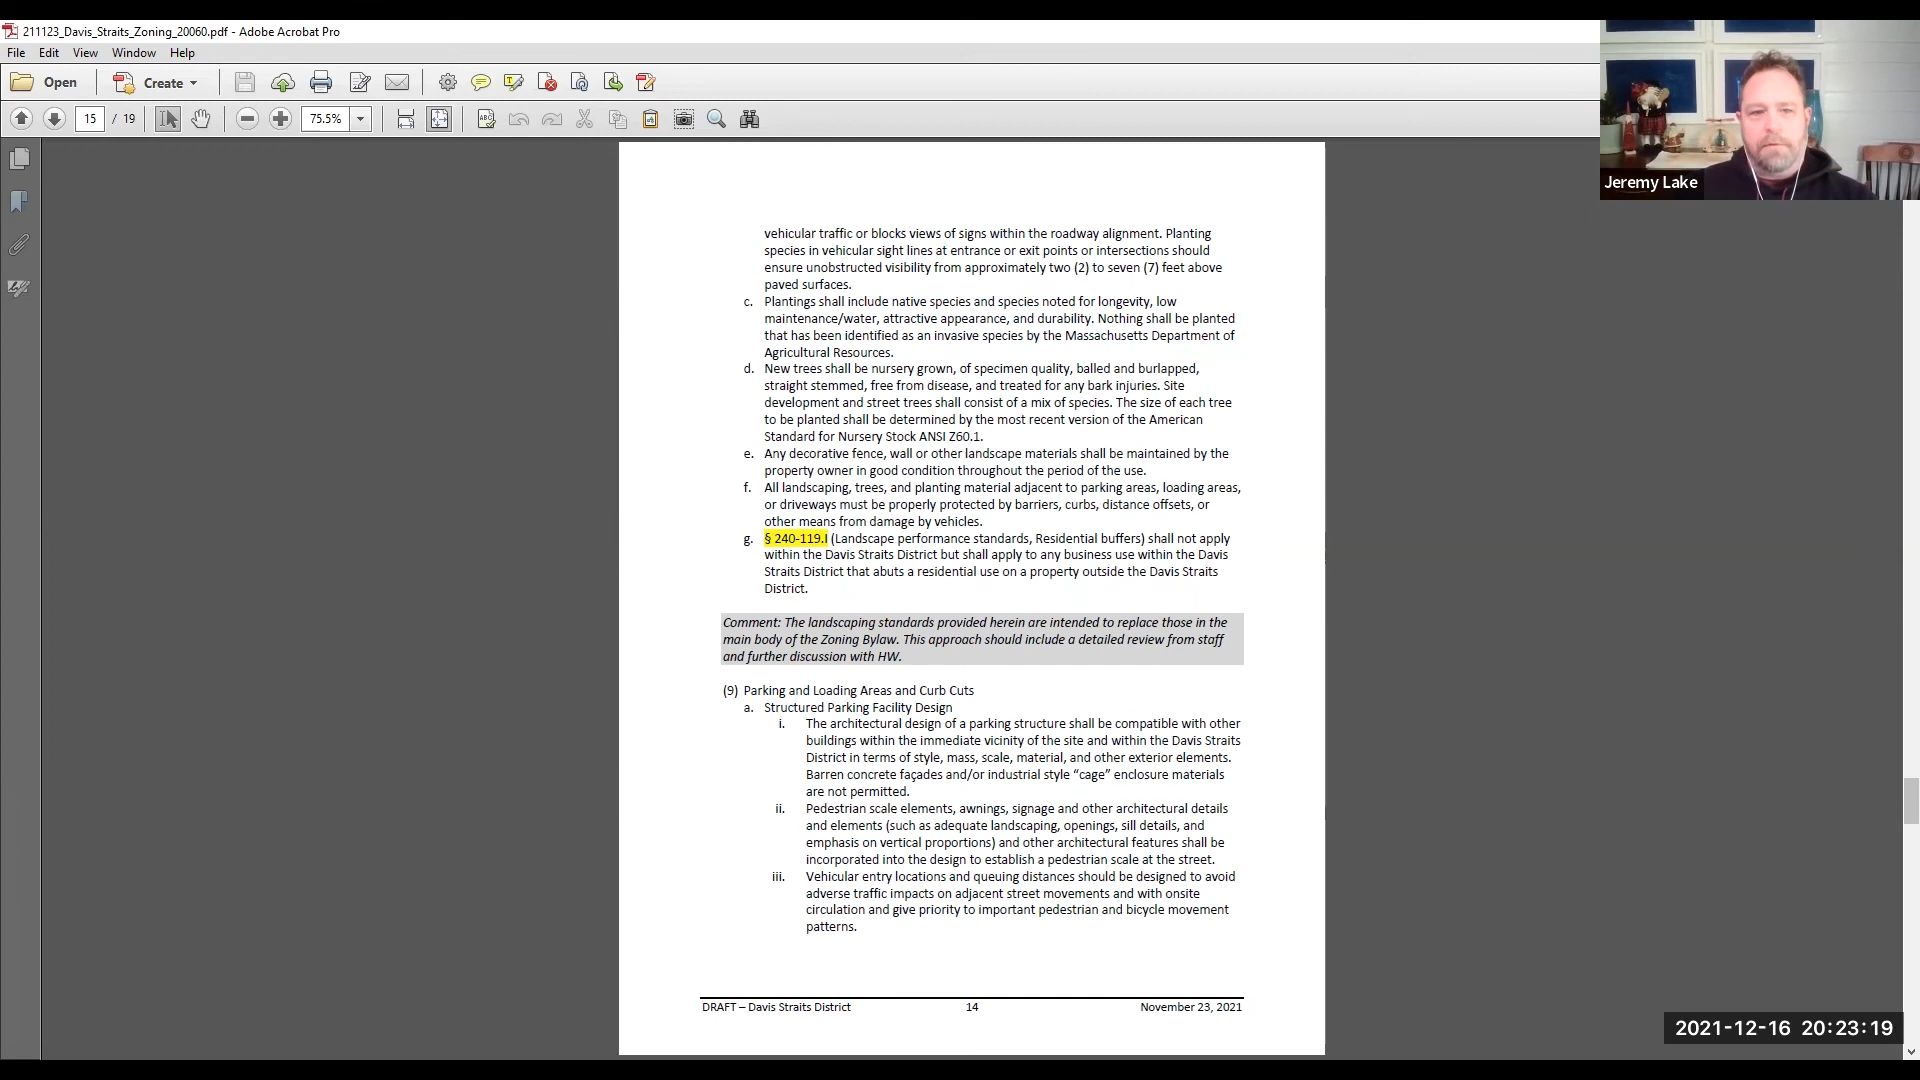 211123_Davis_Straits_Zoning_20060.pdf - Adobe Acrobat Pro
File Edit View Window Help
Open Create
15 / 19 75.5%
Jeremy Lake
vehicular traffic or blocks views of signs within the roadway alignment. Planting
species in vehicular sight lines at entrance or exit points or intersections should
ensure unobstructed visibility from approximately two (2) to seven (7) feet above
paved surfaces.
c. Plantings shall include native species and species noted for longevity, low
maintenance/water, attractive appearance, and durability. Nothing shall be planted
that has been identified as an invasive species by the Massachusetts Department of
Agricultural Resources.
d. New trees shall be nursery grown, of specimen quality, balled and burlapped,
straight stemmed, free from disease, and treated for any bark injuries. Site
development and street trees shall consist of a mix of species. The size of each tree
to be planted shall be determined by the most recent version of the American
Standard for Nursery Stock ANSI Z60.1.
e. Any decorative fence, wall or other landscape materials shall be maintained by the
property owner in good condition throughout the period of the use.
f. All landscaping, trees, and planting material adjacent to parking areas, loading areas,
or driveways must be properly protected by barriers, curbs, distance offsets, or
other means from damage by vehicles.
g. § 240-119.I (Landscape performance standards, Residential buffers) shall not apply
within the Davis Straits District but shall apply to any business use within the Davis
Straits District that abuts a residential use on a property outside the Davis Straits
District.
Comment: The landscaping standards provided herein are intended to replace those in the
main body of the Zoning Bylaw. This approach should include a detailed review from staff
and further discussion with HW.
(9) Parking and Loading Areas and Curb Cuts
a. Structured Parking Facility Design
i. The architectural design of a parking structure shall be compatible with other
buildings within the immediate vicinity of the site and within the Davis Straits
District in terms of style, mass, scale, material, and other exterior elements.
Barren concrete façades and/or industrial style “cage” enclosure materials
are not permitted.
ii. Pedestrian scale elements, awnings, signage and other architectural details
and elements (such as adequate landscaping, openings, sill details, and
emphasis on vertical proportions) and other architectural features shall be
incorporated into the design to establish a pedestrian scale at the street.
iii. Vehicular entry locations and queuing distances should be designed to avoid
adverse traffic impacts on adjacent street movements and with onsite
circulation and give priority to important pedestrian and bicycle movement
patterns.
DRAFT – Davis Straits District 14 November 23, 2021
2021-12-16 20:23:19